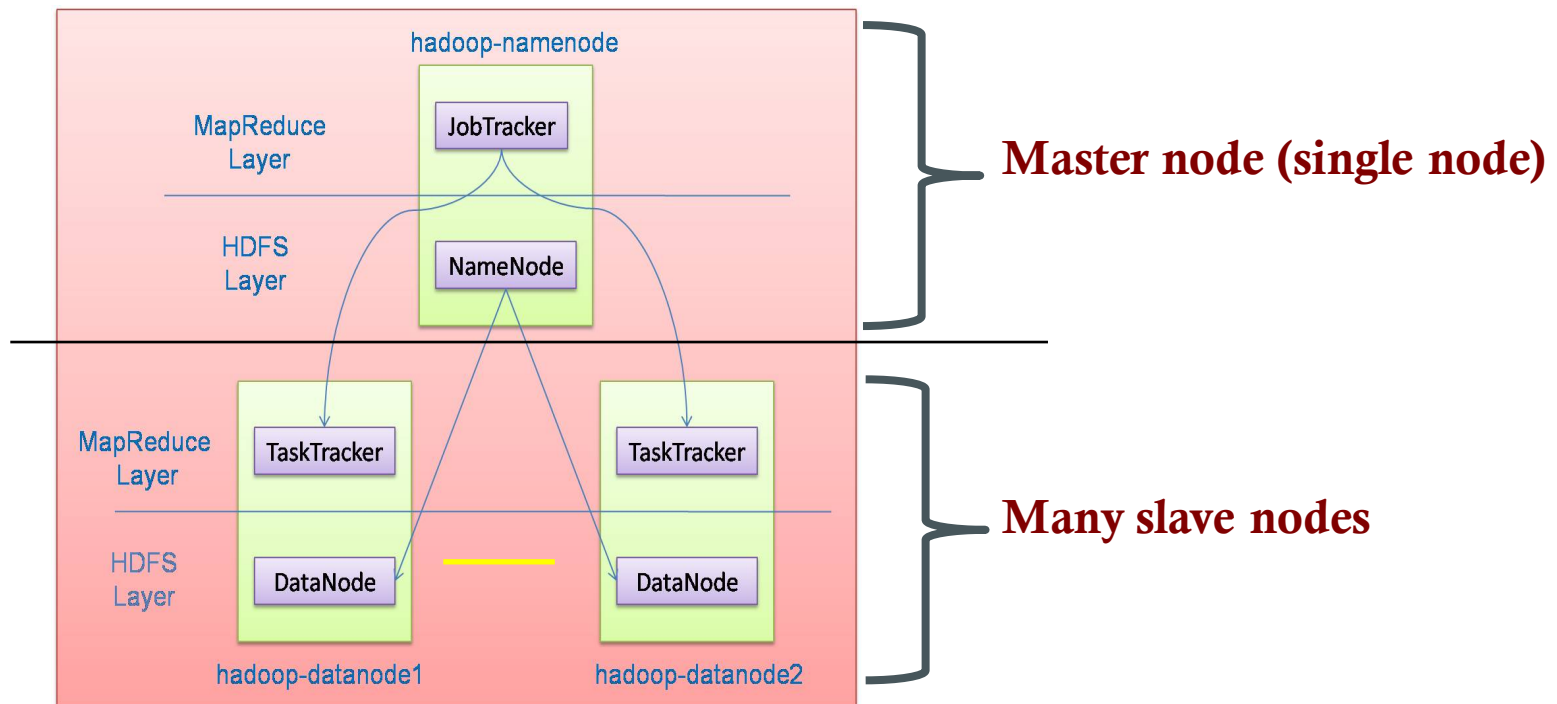 hadoop-namenode
MapReduce
Layer
JobTracker
Master node (single node)
HDFS
Layer
NameNode
MapReduce
Layer
TaskTracker
TaskTracker
Many slave nodes
HDFS
Layer
DataNode
DataNode
hadoop-datanode1
hadoop-datanode2